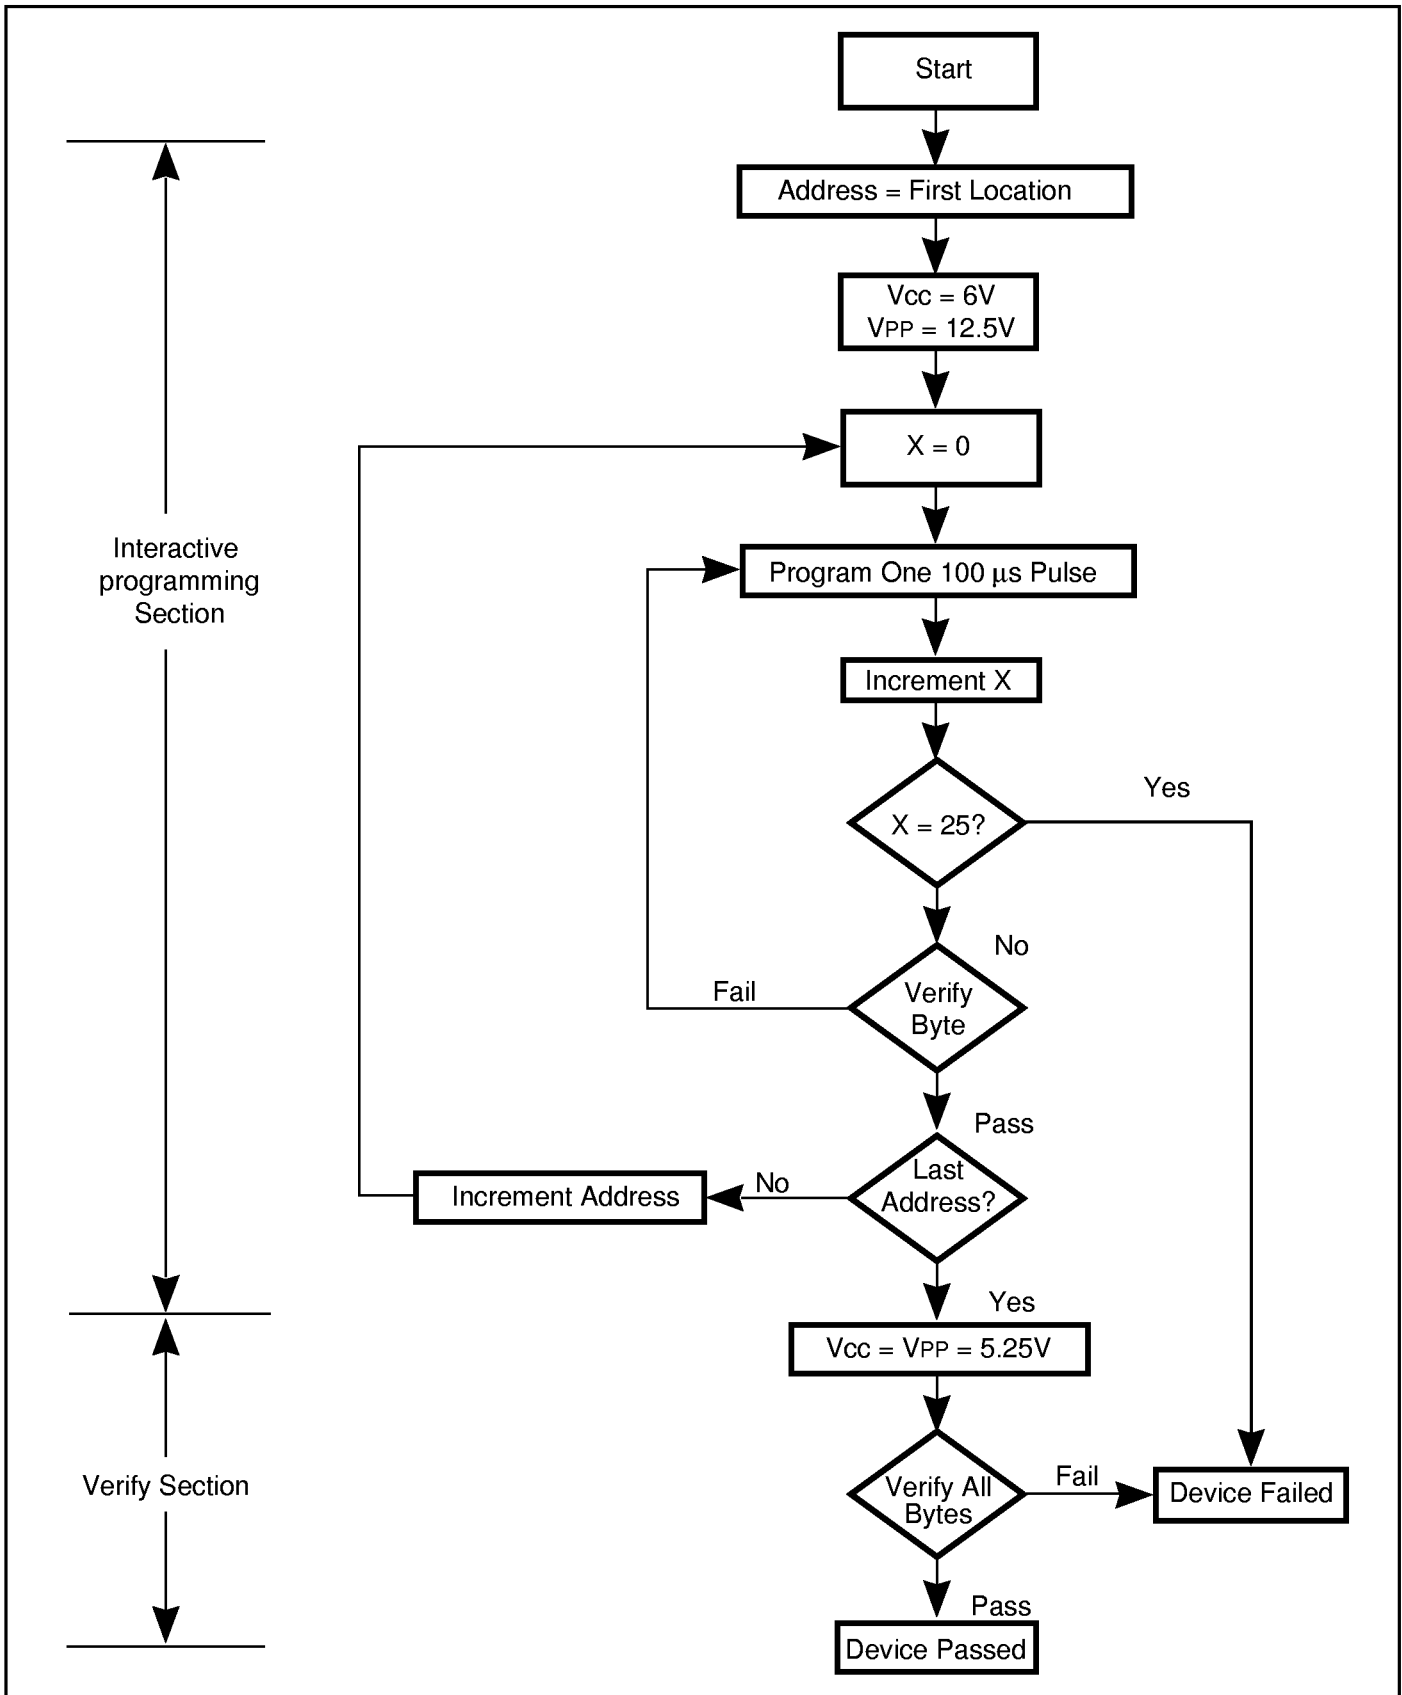 Start
Address = First Location
Vcc = 6V
VPP = 12.5V
X = 0
Interactive
programming
Section
Program One 100 μs Pulse
Increment X
X = 25?
Yes
No
Verify
Byte
Fail
Pass
Last
Address?
No
Increment Address
Yes
Vcc = VPP = 5.25V
Verify Section
Verify All
Bytes
Fail
Device Failed
Pass
Device Passed